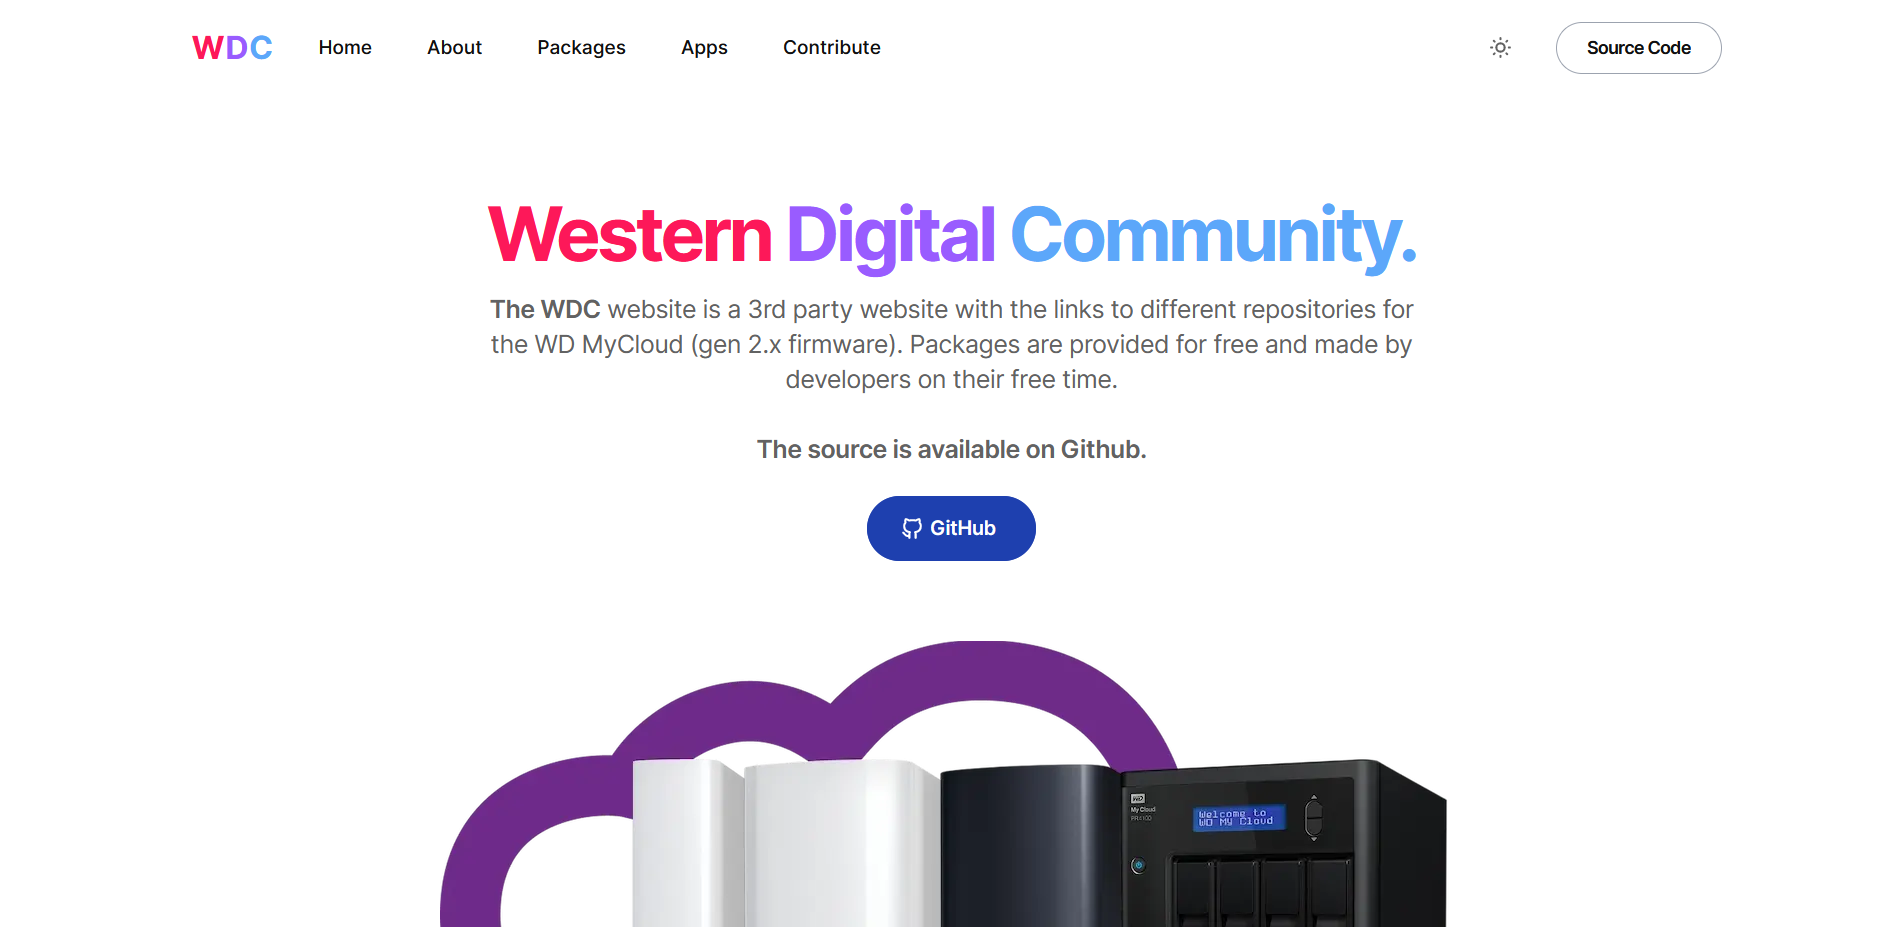 WDC
Home
About
Packages
Apps
Contribute
Source Code
Western Digital Community.
The WDC website is a 3rd party website with the links to different repositories for
the WD MyCloud (gen 2.x firmware). Packages are provided for free and made by
developers on their free time.
The source is available on Github.
GitHub
WD
My Cloud
PR4100
Welcome to
WD My Cloud